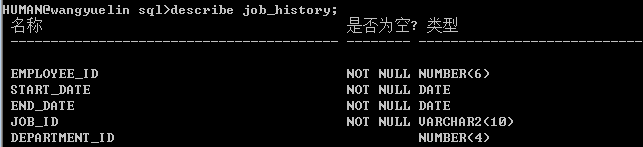 HUMAN@wangyuelin sql>describe job_history;
名称 是否为空? 类型
----------------------------------------- -------- ----------------------------
EMPLOYEE_ID NOT NULL NUMBER(6)
START_DATE NOT NULL DATE
END_DATE NOT NULL DATE
JOB_ID NOT NULL VARCHAR2(10)
DEPARTMENT_ID NUMBER(4)